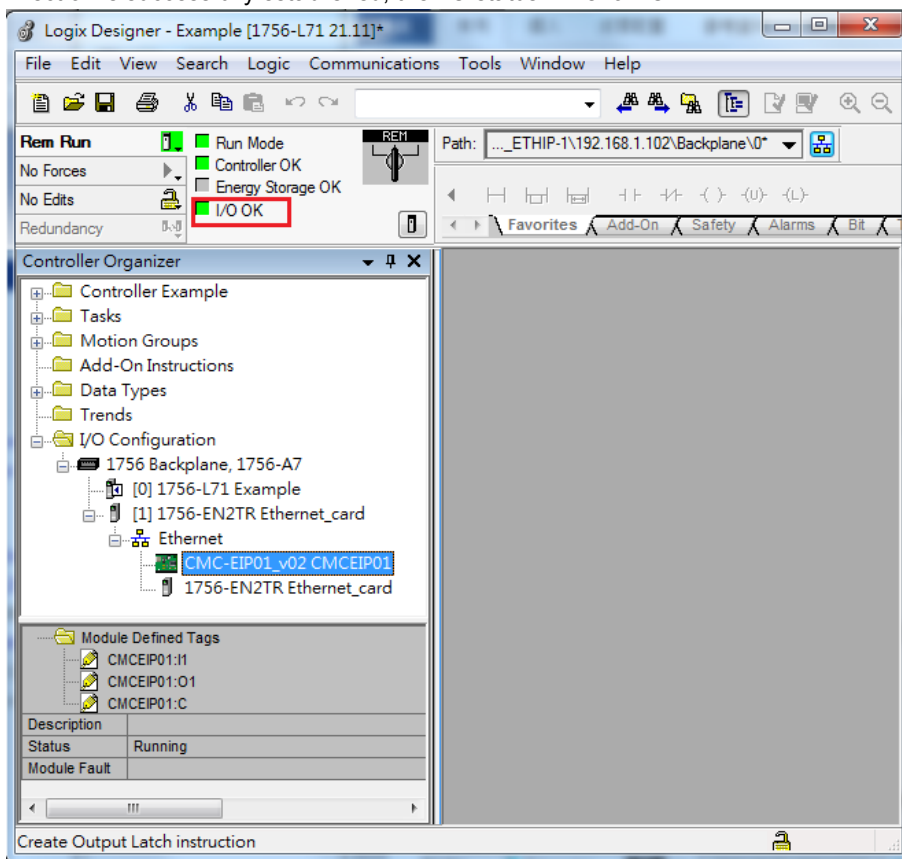 Logix Designer - Example [1756-L71 21.11]*
File Edit View Search Logic Communications Tools Window Help
Rem Run
Run Mode
REM
Path: ..._ETHIP-1\192.168.1.102\Backplane\0*
No Forces
Controller OK
Energy Storage OK
No Edits
I/O OK
Redundancy
Favorites Add-On Safety Alarms Bit
Controller Organizer
Controller Example
Tasks
Motion Groups
Add-On Instructions
Data Types
Trends
I/O Configuration
1756 Backplane, 1756-A7
[0] 1756-L71 Example
[1] 1756-EN2TR Ethernet_card
Ethernet
CMC-EIP01_v02 CMCEIP01
1756-EN2TR Ethernet_card
Module Defined Tags
CMCEIP01:I1
CMCEIP01:O1
CMCEIP01:C
Description
Status Running
Module Fault
Create Output Latch instruction